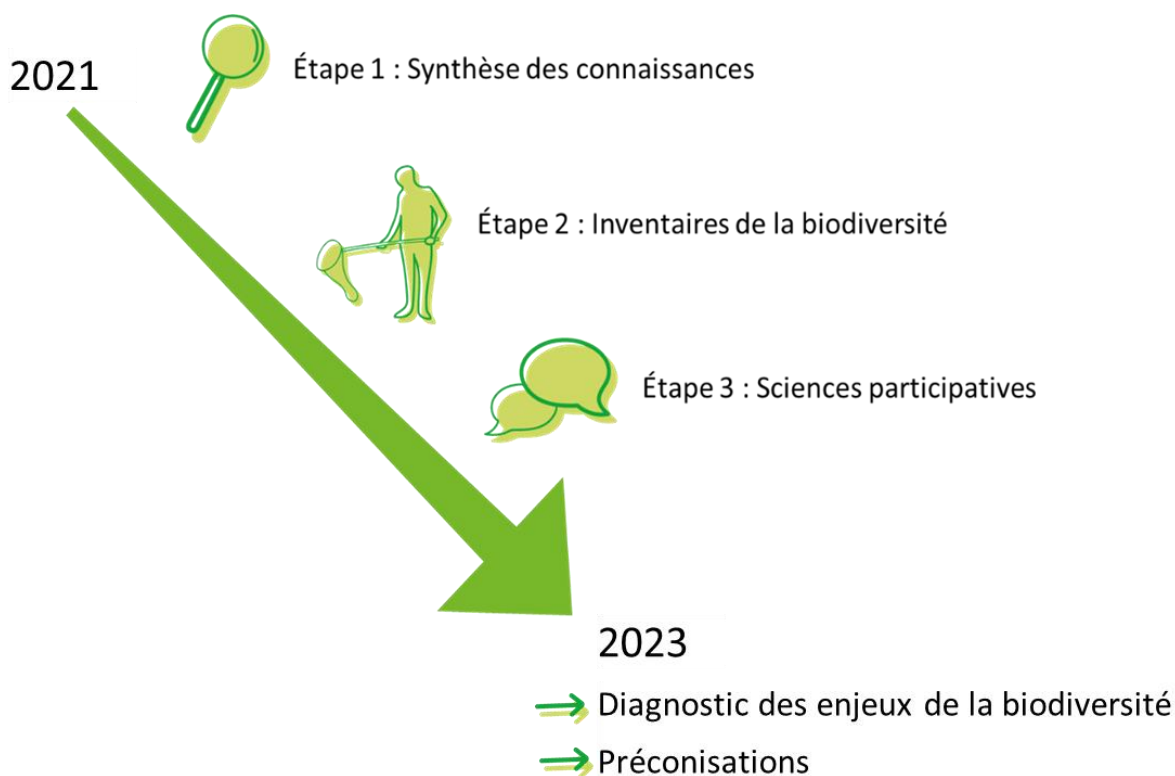 2021
Étape 1 : Synthèse des connaissances
Étape 2 : Inventaires de la biodiversité
Étape 3 : Sciences participatives
2023
Diagnostic des enjeux de la biodiversité
Préconisations